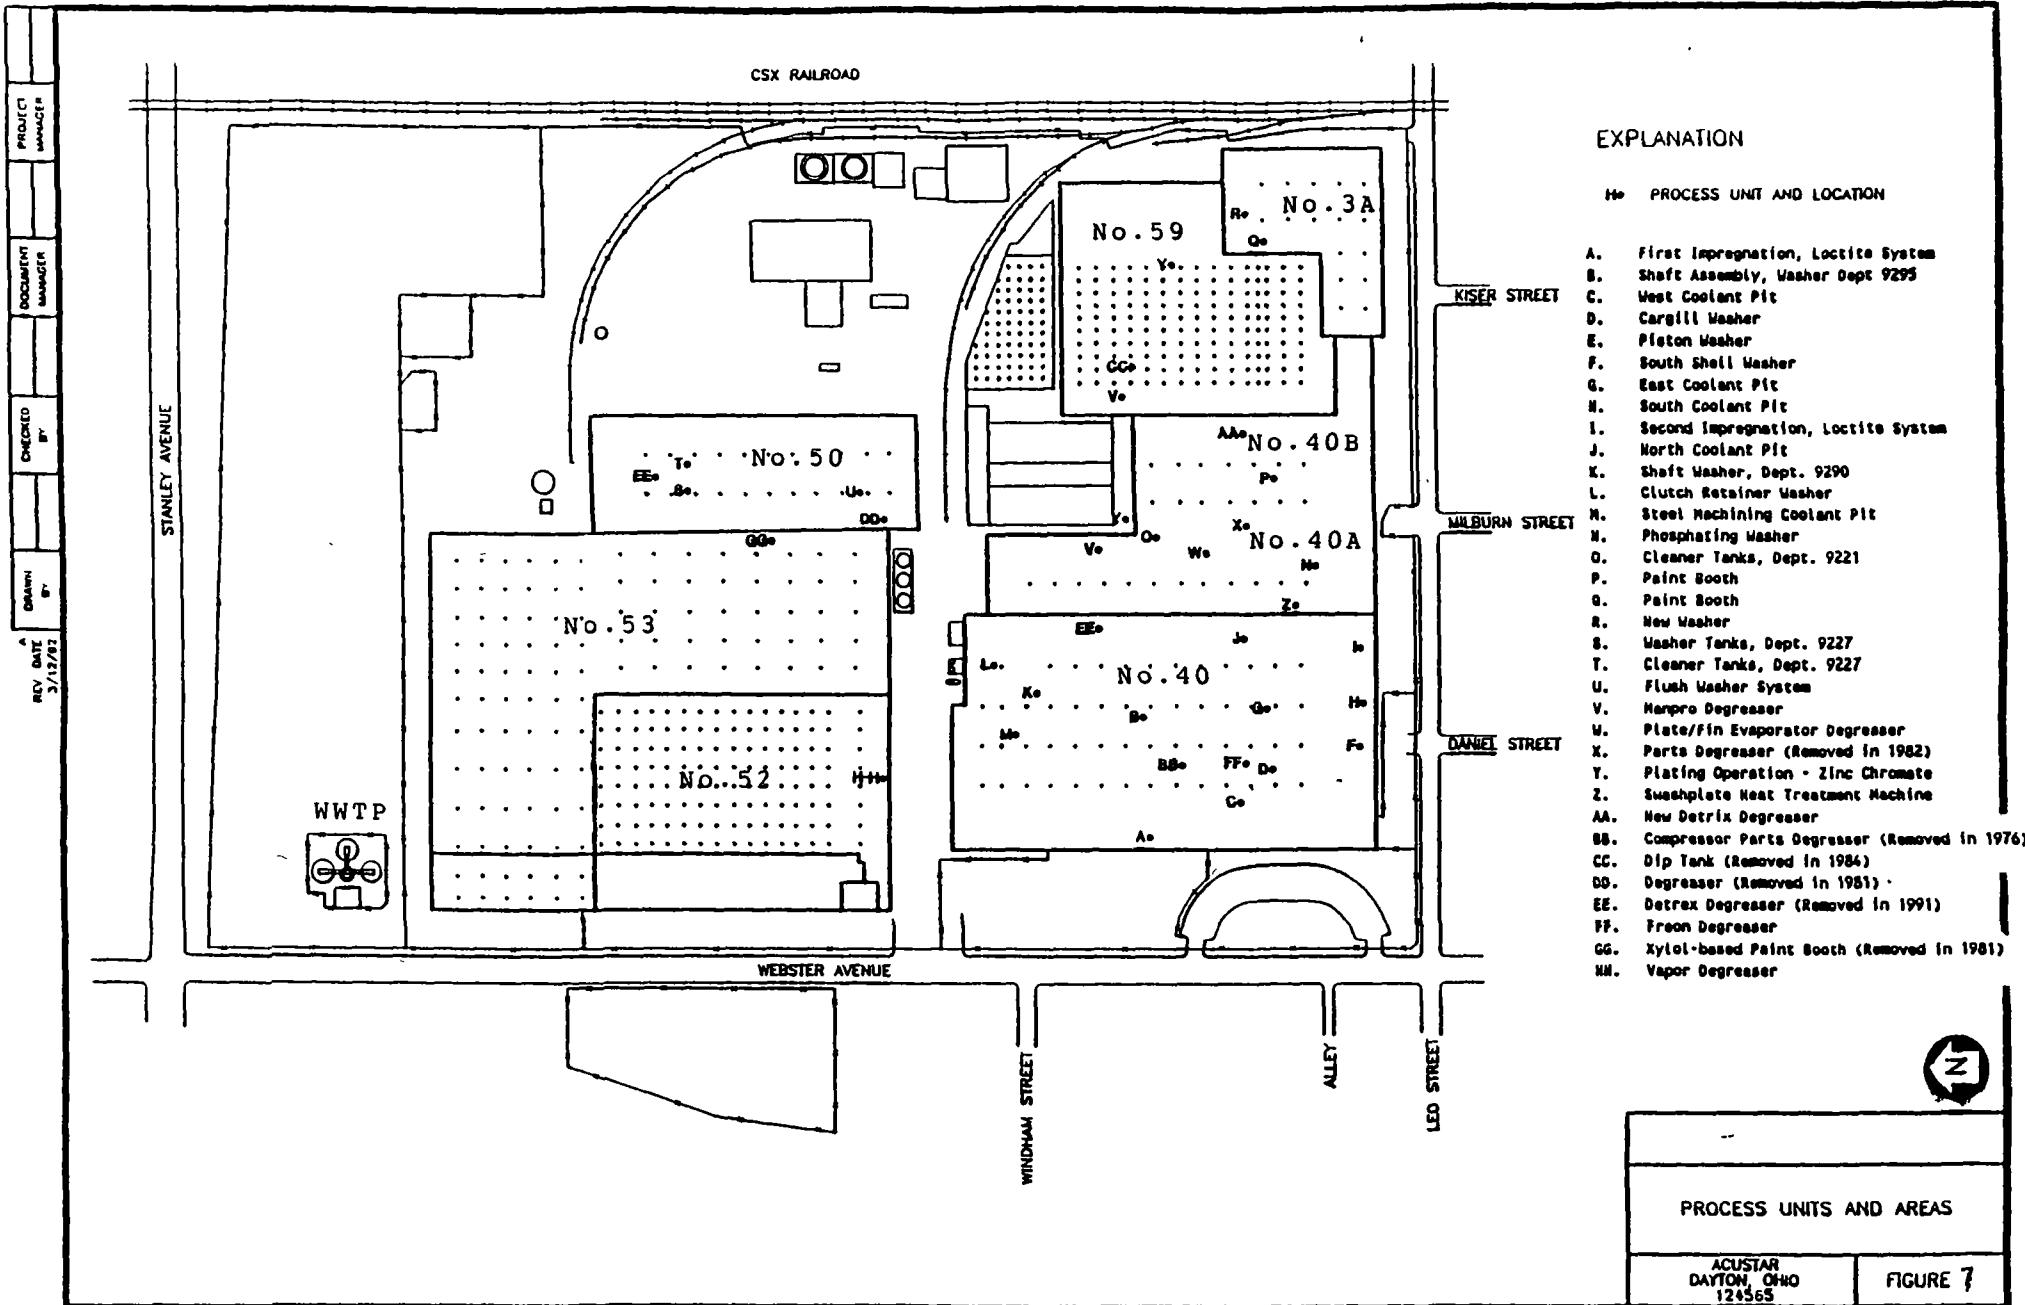 CSX RAILROAD
PROJECT MANAGER
DOCUMENT MANAGER
CHECKED BY
DRAWN BY
REV DATE
A
3/12/92
STANLEY AVENUE
EXPLANATION
H PROCESS UNIT AND LOCATION
A. First Impregnation, Loctite System
B. Shaft Assembly, Washer Dept 9295
C. West Coolant Pit
D. Cargill Washer
E. Piston Washer
F. South Shell Washer
G. East Coolant Pit
H. South Coolant Pit
I. Second Impregnation, Loctite System
J. North Coolant Pit
K. Shaft Washer, Dept. 9290
L. Clutch Retainer Washer
M. Steel Machining Coolant Pit
N. Phosphating Washer
O. Cleaner Tanks, Dept. 9221
P. Paint Booth
Q. Paint Booth
R. New Washer
S. Washer Tanks, Dept. 9227
T. Cleaner Tanks, Dept. 9227
U. Flush Washer System
V. Manpro Degreaser
W. Plate/Fin Evaporator Degreaser
X. Parts Degreaser (Removed in 1982)
Y. Plating Operation - Zinc Chromate
Z. Swashplate Heat Treatment Machine
AA. New Detrix Degreaser
BB. Compressor Parts Degreaser (Removed in 1976)
CC. Dip Tank (Removed in 1984)
DD. Degreaser (Removed in 1981)
EE. Detrex Degreaser (Removed in 1991)
FF. Freon Degreaser
GG. Xylol-based Paint Booth (Removed in 1981)
HH. Vapor Degreaser
No.3A
R
Q
No.59
Y
CC
V
KISER STREET
AA
No.40B
P
No.50
T
EE
S
U
DD
GG
Y
O
X
V
W
No.40A
N
Z
MILBURN STREET
No.53
EE
J
I
L
No.40
K
B
G
H
M
F
BB
FF
D
C
A
DANIEL STREET
No.52
HH
WWTP
WEBSTER AVENUE
WINDHAM STREET
ALLEY
LEO STREET
N
PROCESS UNITS AND AREAS
ACUSTAR
DAYTON, OHIO
124565
FIGURE 7